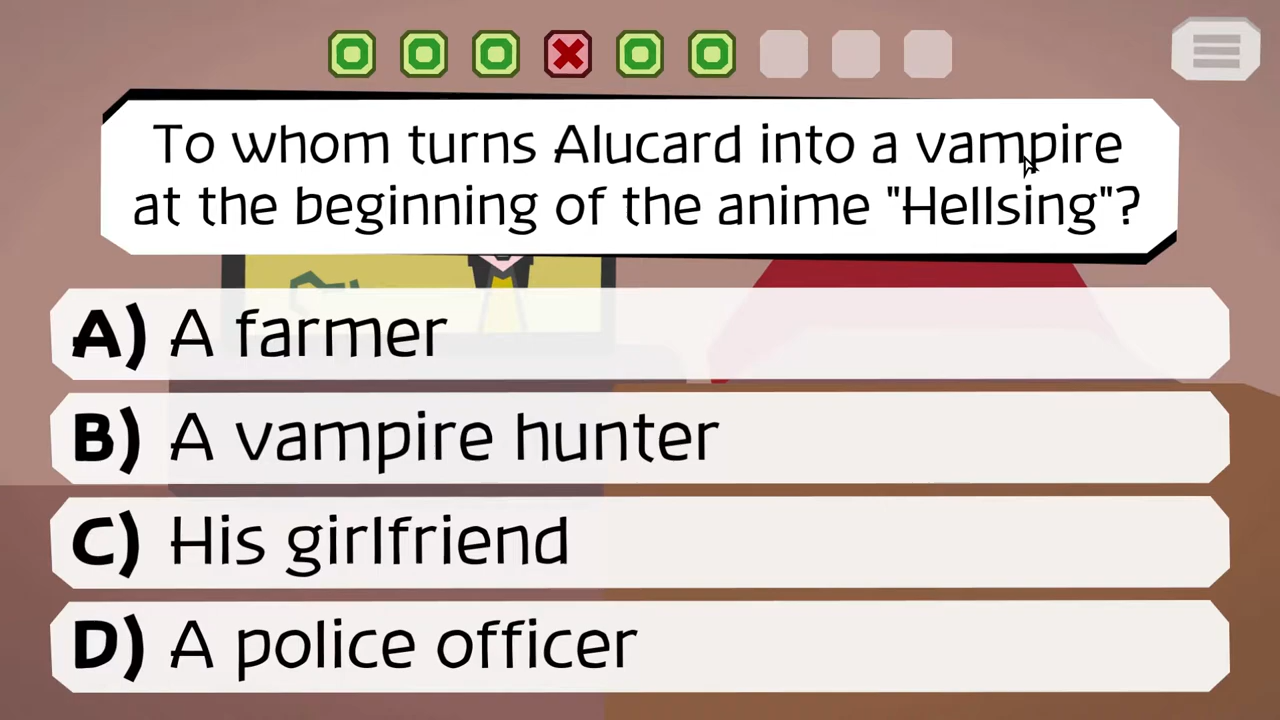 To whom turns Alucard into a vampire
at the beginning of the anime "Hellsing"?
A) A farmer
B) A vampire hunter
C) His girlfriend
D) A police officer